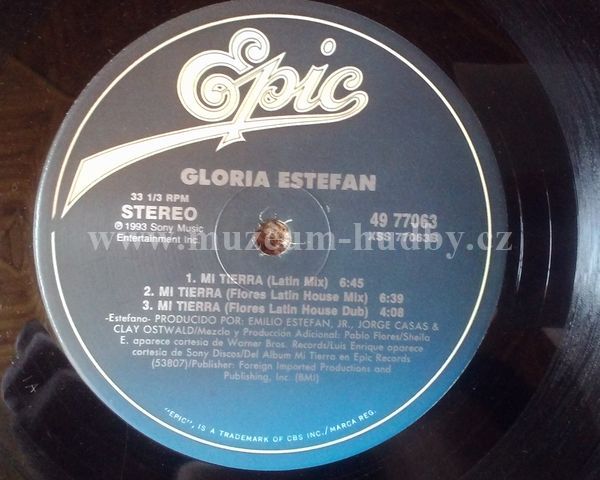 Epic
GLORIA ESTEFAN
33 1/3 RPM
STEREO
℗ 1993 Sony Music
Entertainment Inc.
49 77063
XSS 77063B
www.muzeum-hudby.cz
1. MI TIERRA (Latin Mix) 6:45
2. MI TIERRA (Flores Latin House Mix) 6:39
3. MI TIERRA (Flores Latin House Dub) 4:08
-Estefano- PRODUCIDO POR: EMILIO ESTEFAN, JR., JORGE CASAS &
CLAY OSTWALD/Mezcla y Producción Adicional: Pablo Flores/Sheila
E. aparece cortesia de Warner Bros. Records/Luis Enrique aparece
cortesia de Sony Discos/Del Album Mi Tierra en Epic Records
(53807)/Publisher: Foreign Imported Productions and
Publishing, Inc. (BMI)
"EPIC", IS A TRADEMARK OF CBS INC./MARCA REG.